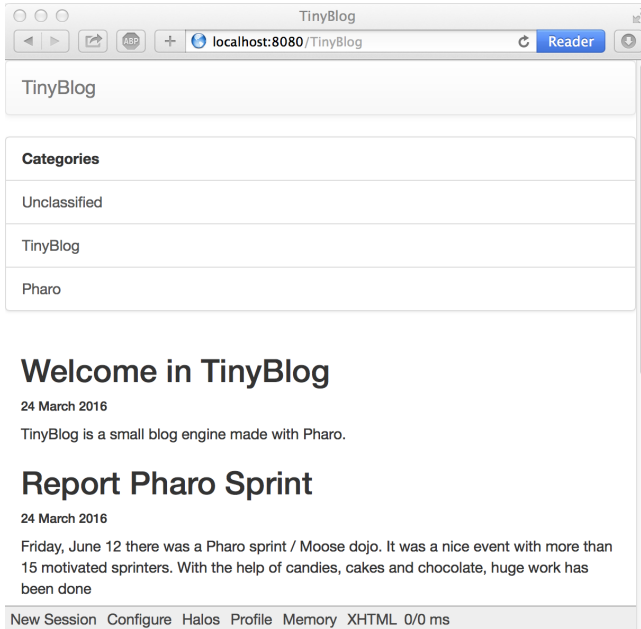 TinyBlog
ABP
localhost:8080/TinyBlog
Reader
TinyBlog
Categories
Unclassified
TinyBlog
Pharo
Welcome in TinyBlog
24 March 2016
TinyBlog is a small blog engine made with Pharo.
Report Pharo Sprint
24 March 2016
Friday, June 12 there was a Pharo sprint / Moose dojo. It was a nice event with more than
15 motivated sprinters. With the help of candies, cakes and chocolate, huge work has
been done
New Session Configure Halos Profile Memory XHTML 0/0 ms